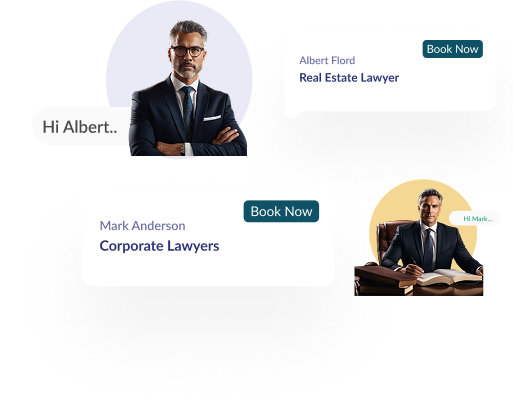 Book Now
Albert Flord
Real Estate Lawyer
Hi Albert..
Book Now
Mark Anderson
Corporate Lawyers
Hi Mark...